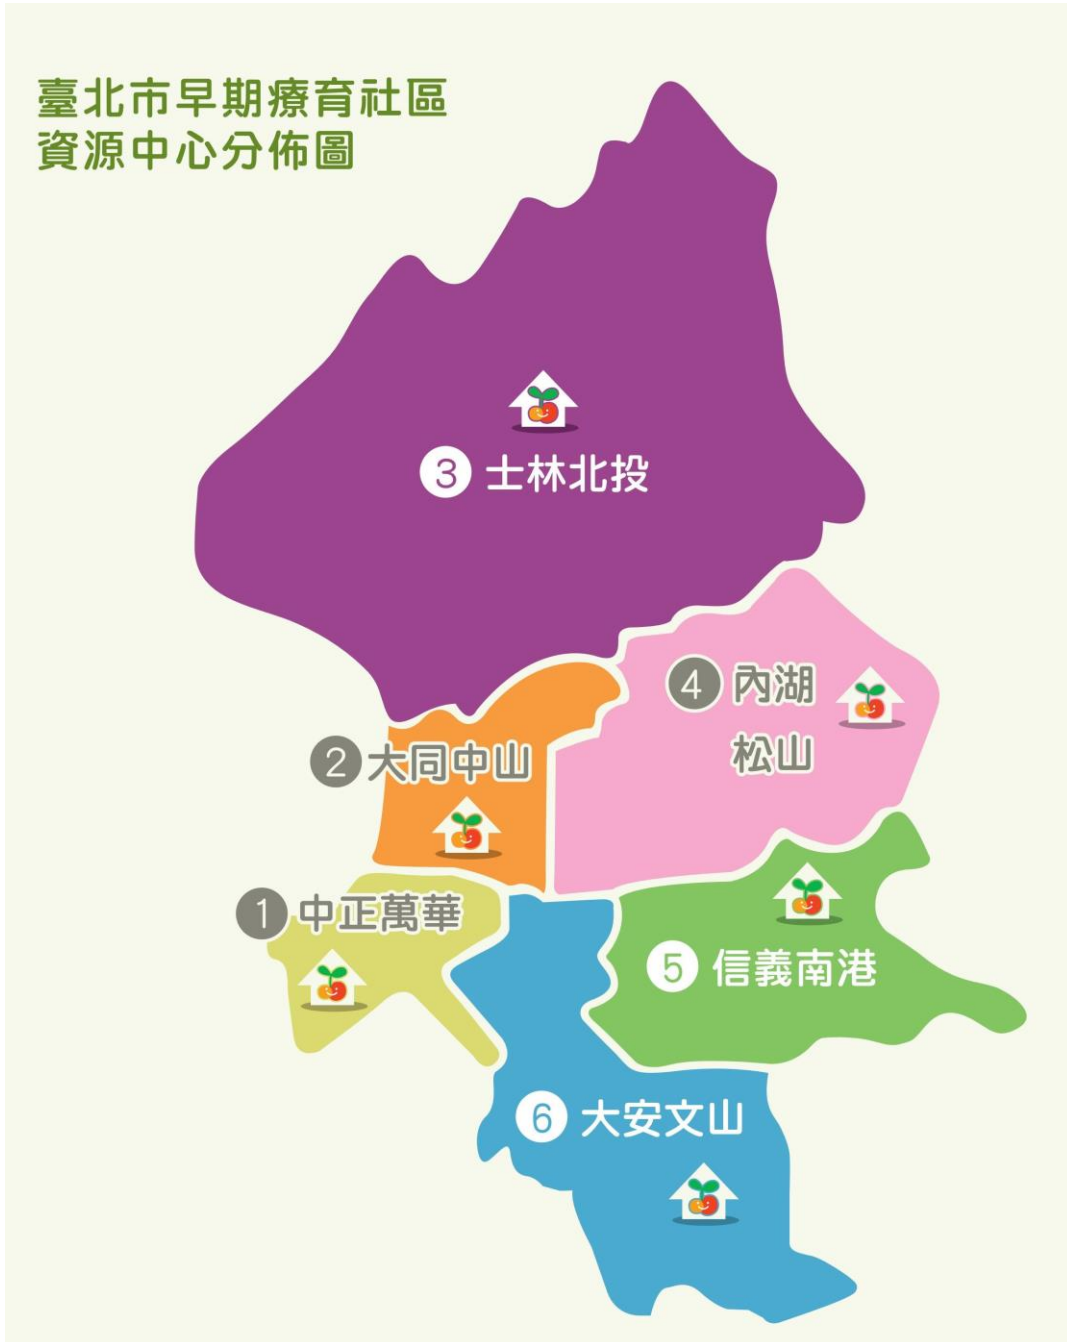 臺北市早期療育社區
資源中心分佈圖
3 士林北投
4 內湖
松山
2 大同中山
1 中正萬華
5 信義南港
6 大安文山